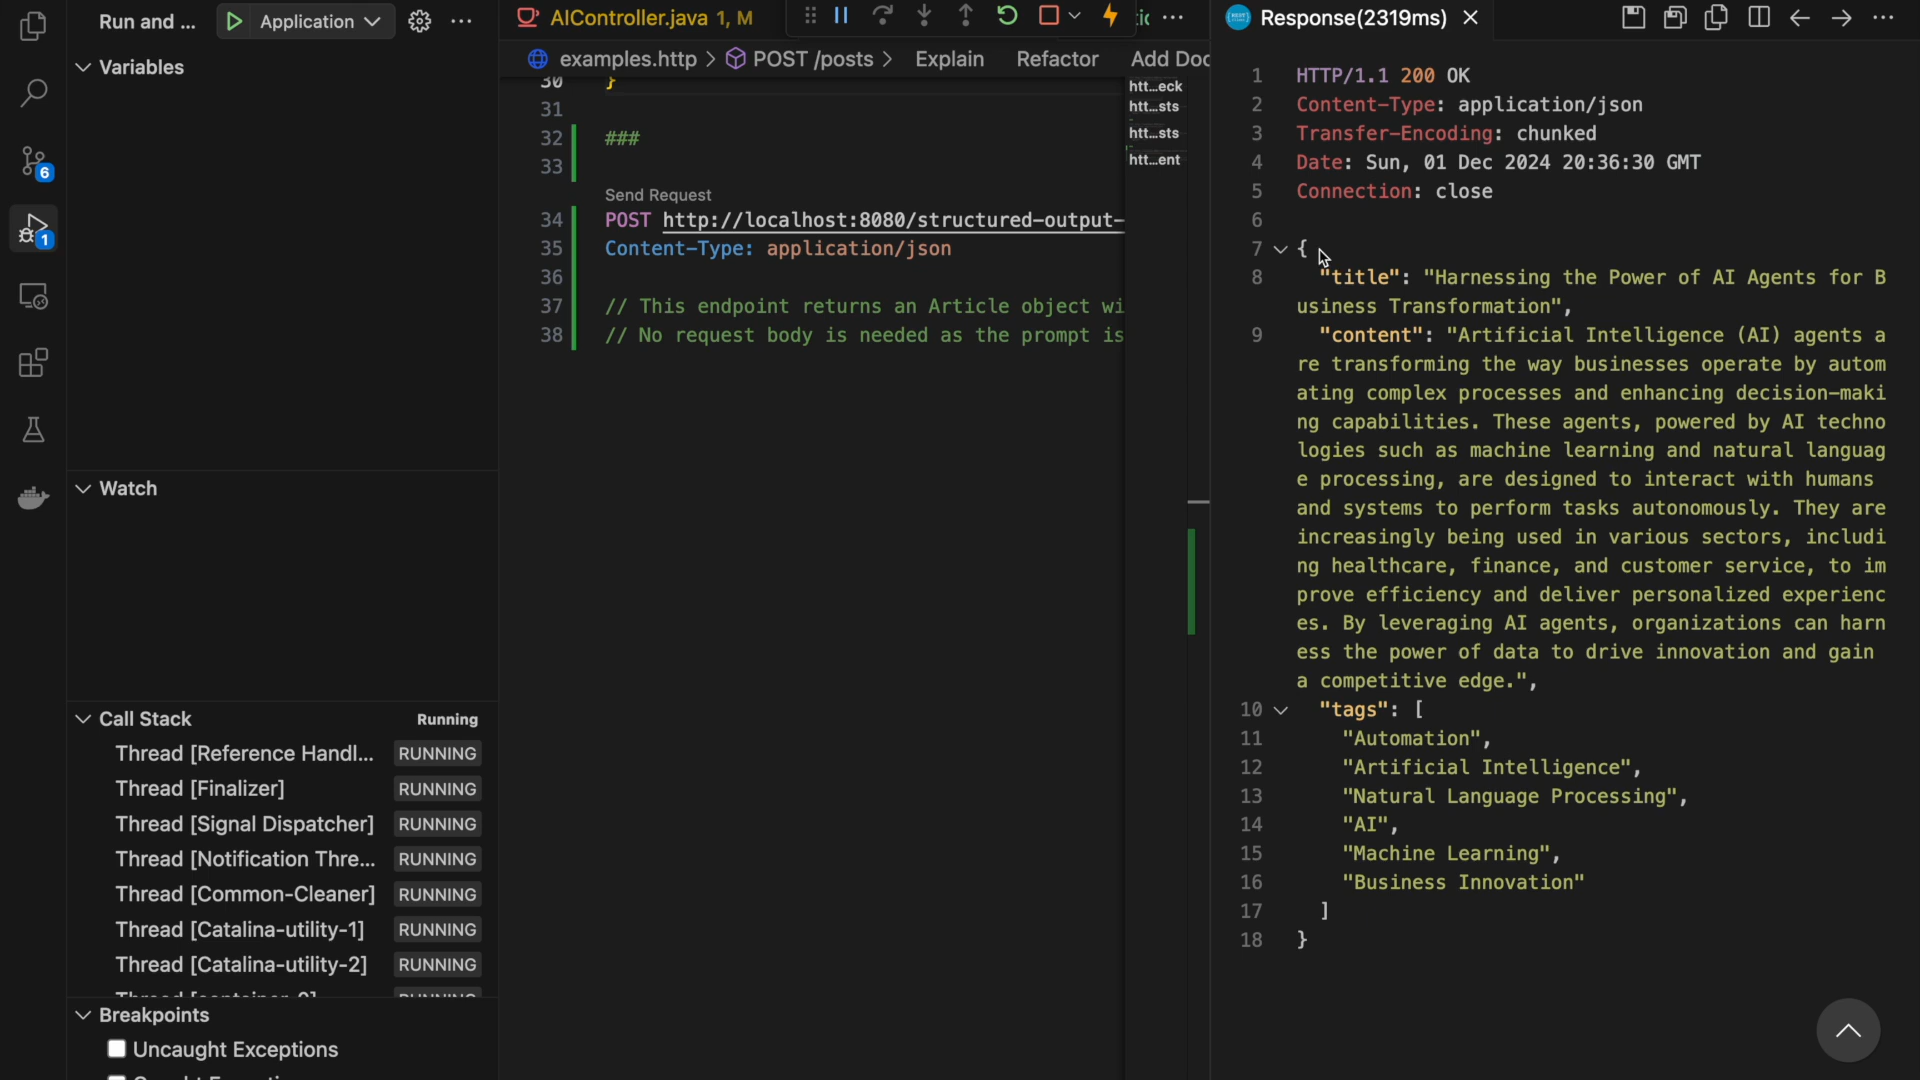 Run and ...
Application
Variables
Watch
Call Stack
Running
Thread [Reference Handl... RUNNING
Thread [Finalizer] RUNNING
Thread [Signal Dispatcher] RUNNING
Thread [Notification Thre... RUNNING
Thread [Common-Cleaner] RUNNING
Thread [Catalina-utility-1] RUNNING
Thread [Catalina-utility-2] RUNNING
Breakpoints
Uncaught Exceptions
6
1
AIController.java 1, M
examples.http > POST /posts > Explain Refactor Add Doc
30 }
31
32 ###
33
Send Request
34 POST http://localhost:8080/structured-output-
35 Content-Type: application/json
36
37 // This endpoint returns an Article object wi
38 // No request body is needed as the prompt is
htt...eck
htt...sts
htt...sts
htt...ent
Response(2319ms)
1 HTTP/1.1 200 OK
2 Content-Type: application/json
3 Transfer-Encoding: chunked
4 Date: Sun, 01 Dec 2024 20:36:30 GMT
5 Connection: close
6
7 {
8 "title": "Harnessing the Power of AI Agents for B
usiness Transformation",
9 "content": "Artificial Intelligence (AI) agents a
re transforming the way businesses operate by autom
ating complex processes and enhancing decision-maki
ng capabilities. These agents, powered by AI techno
logies such as machine learning and natural languag
e processing, are designed to interact with humans
and systems to perform tasks autonomously. They are
increasingly being used in various sectors, includi
ng healthcare, finance, and customer service, to im
prove efficiency and deliver personalized experienc
es. By leveraging AI agents, organizations can harn
ess the power of data to drive innovation and gain
a competitive edge.",
10 "tags": [
11 "Automation",
12 "Artificial Intelligence",
13 "Natural Language Processing",
14 "AI",
15 "Machine Learning",
16 "Business Innovation"
17 ]
18 }